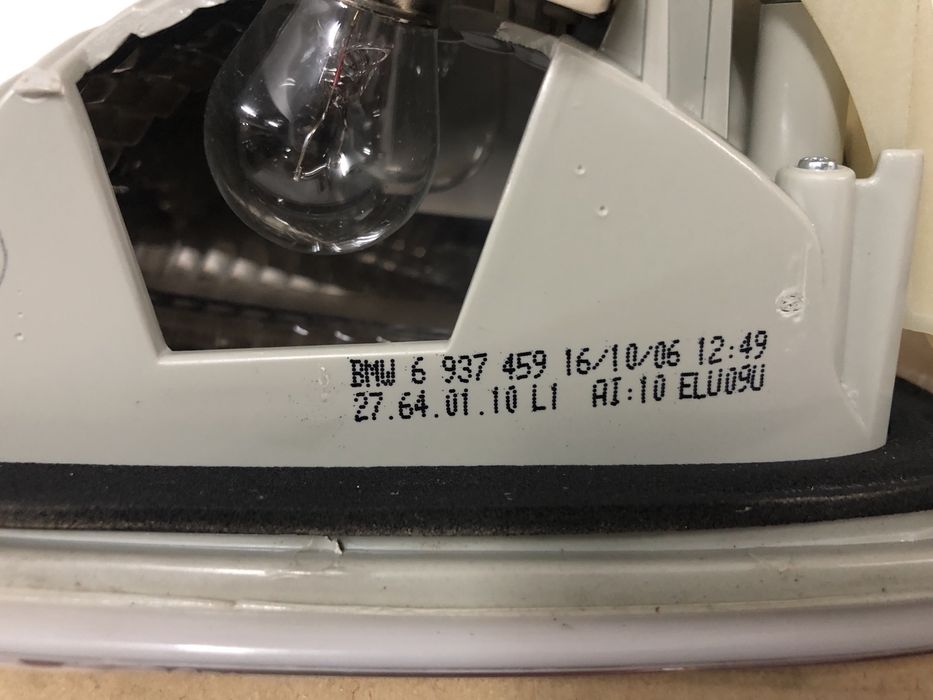 BMW 6 937 459 16/10/06 12:49
27.64.01.10 L1 AI:10 ELU09U